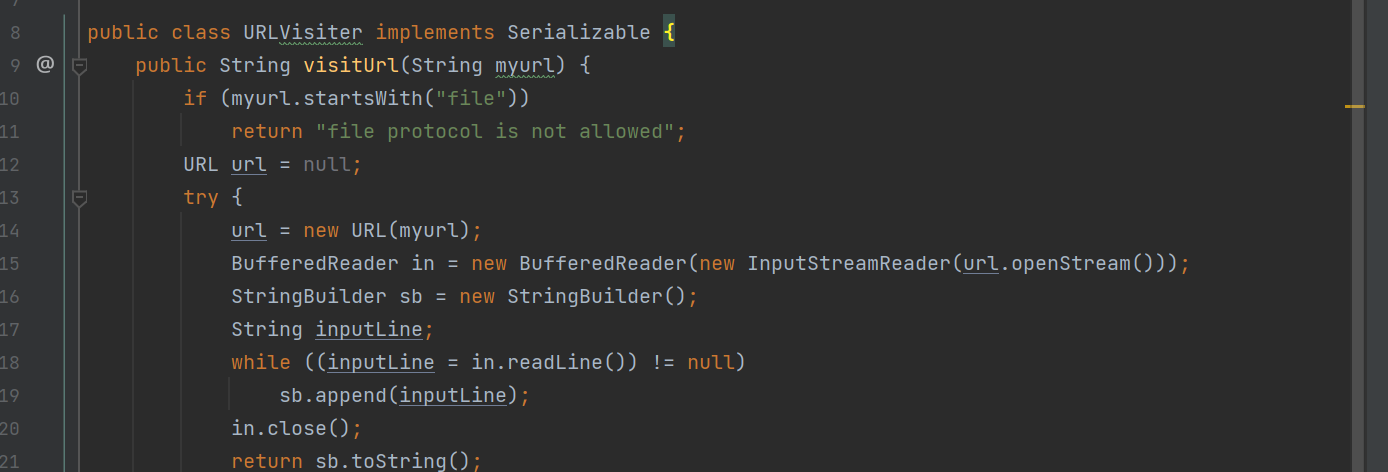 8 public class URLVisiter implements Serializable {
9 @ public String visitUrl(String myurl) {
10 if (myurl.startsWith("file"))
11 return "file protocol is not allowed";
12 URL url = null;
13 try {
14 url = new URL(myurl);
15 BufferedReader in = new BufferedReader(new InputStreamReader(url.openStream()));
16 StringBuilder sb = new StringBuilder();
17 String inputLine;
18 while ((inputLine = in.readLine()) != null)
19 sb.append(inputLine);
20 in.close();
21 return sb.toString();